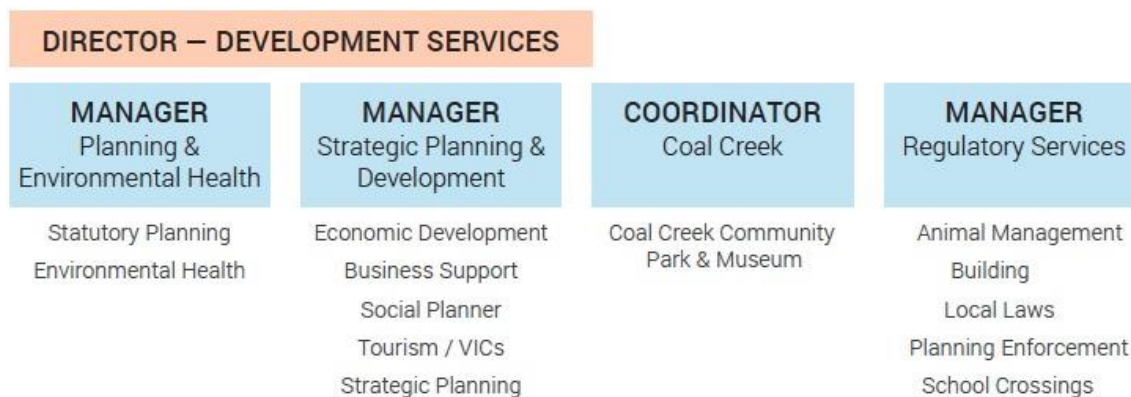 DIRECTOR — DEVELOPMENT SERVICES
MANAGER
Planning &
Environmental Health
Statutory Planning
Environmental Health
MANAGER
Strategic Planning &
Development
Economic Development
Business Support
Social Planner
Tourism / VICs
Strategic Planning
COORDINATOR
Coal Creek
Coal Creek Community
Park & Museum
MANAGER
Regulatory Services
Animal Management
Building
Local Laws
Planning Enforcement
School Crossings